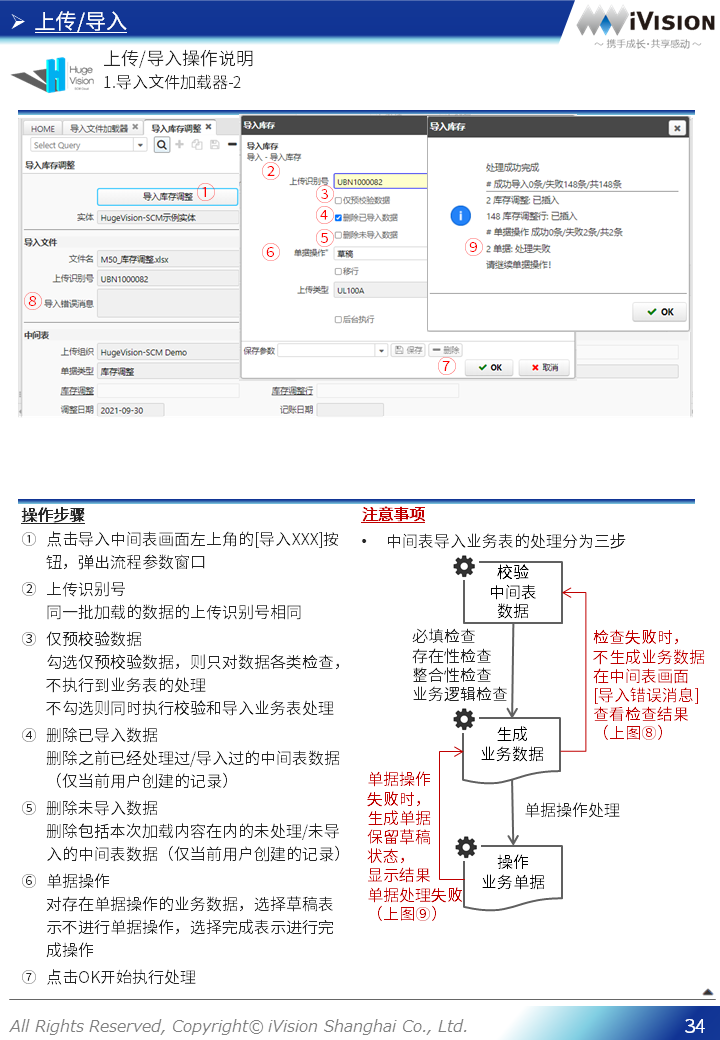 上传/导入
iVISION
～携手成长·共享感动～
Huge
Vision
上传/导入操作说明
1.导入文件加载器-2
HOME 导入文件加载器 × 导入库存调整 ×
Select Query
导入库存调整
导入库存调整 ①
实体 HugeVision-SCM示例实体
导入文件
文件名 M50_库存调整.xlsx
上传识别号 UBN1000082
⑧ 导入错误消息
中间表
上传组织 HugeVision-SCM Demo
单据类型 库存调整
库存调整 库存调整行
调整日期 2021-09-30 记账日期
导入库存
导入库存
导入 - 导入库存
②
上传识别号 UBN1000082
③ 仅预校验数据
④ 删除已导入数据
⑤ 删除未导入数据
⑥ 单据操作* 草稿
移行
上传类型 UL100A
后台执行
保存参数 保存 删除
⑦ OK 取消
导入库存
处理成功完成
# 成功导入0条/失败148条/共148条
2 库存调整: 已插入
148 库存调整行: 已插入
# 单据操作 成功0条/失败2条/共2条
⑨ 2 单据: 处理失败
请继续单据操作!
OK
操作步骤
① 点击导入中间表画面左上角的[导入XXX]按
钮，弹出流程参数窗口
② 上传识别号
同一批加载的数据的上传识别号相同
③ 仅预校验数据
勾选仅预校验数据，则只对数据各类检查，
不执行到业务表的处理
不勾选则同时执行校验和导入业务表处理
④ 删除已导入数据
删除之前已经处理过/导入过的中间表数据
（仅当前用户创建的记录）
⑤ 删除未导入数据
删除包括本次加载内容在内的未处理/未导
入的中间表数据（仅当前用户创建的记录）
⑥ 单据操作
对存在单据操作的业务数据，选择草稿表
示不进行单据操作，选择完成表示进行完
成操作
⑦ 点击OK开始执行处理
注意事项
• 中间表导入业务表的处理分为三步
校验
中间表
数据
必填检查
存在性检查
整合性检查
业务逻辑检查
检查失败时，
不生成业务数据
在中间表画面
[导入错误消息]
查看检查结果
（上图⑧）
生成
业务数据
单据操作
失败时，
生成单据
保留草稿
状态，
显示结果
单据处理失败
（上图⑨）
单据操作处理
操作
业务单据
All Rights Reserved, Copyright© iVision Shanghai Co., Ltd.
34